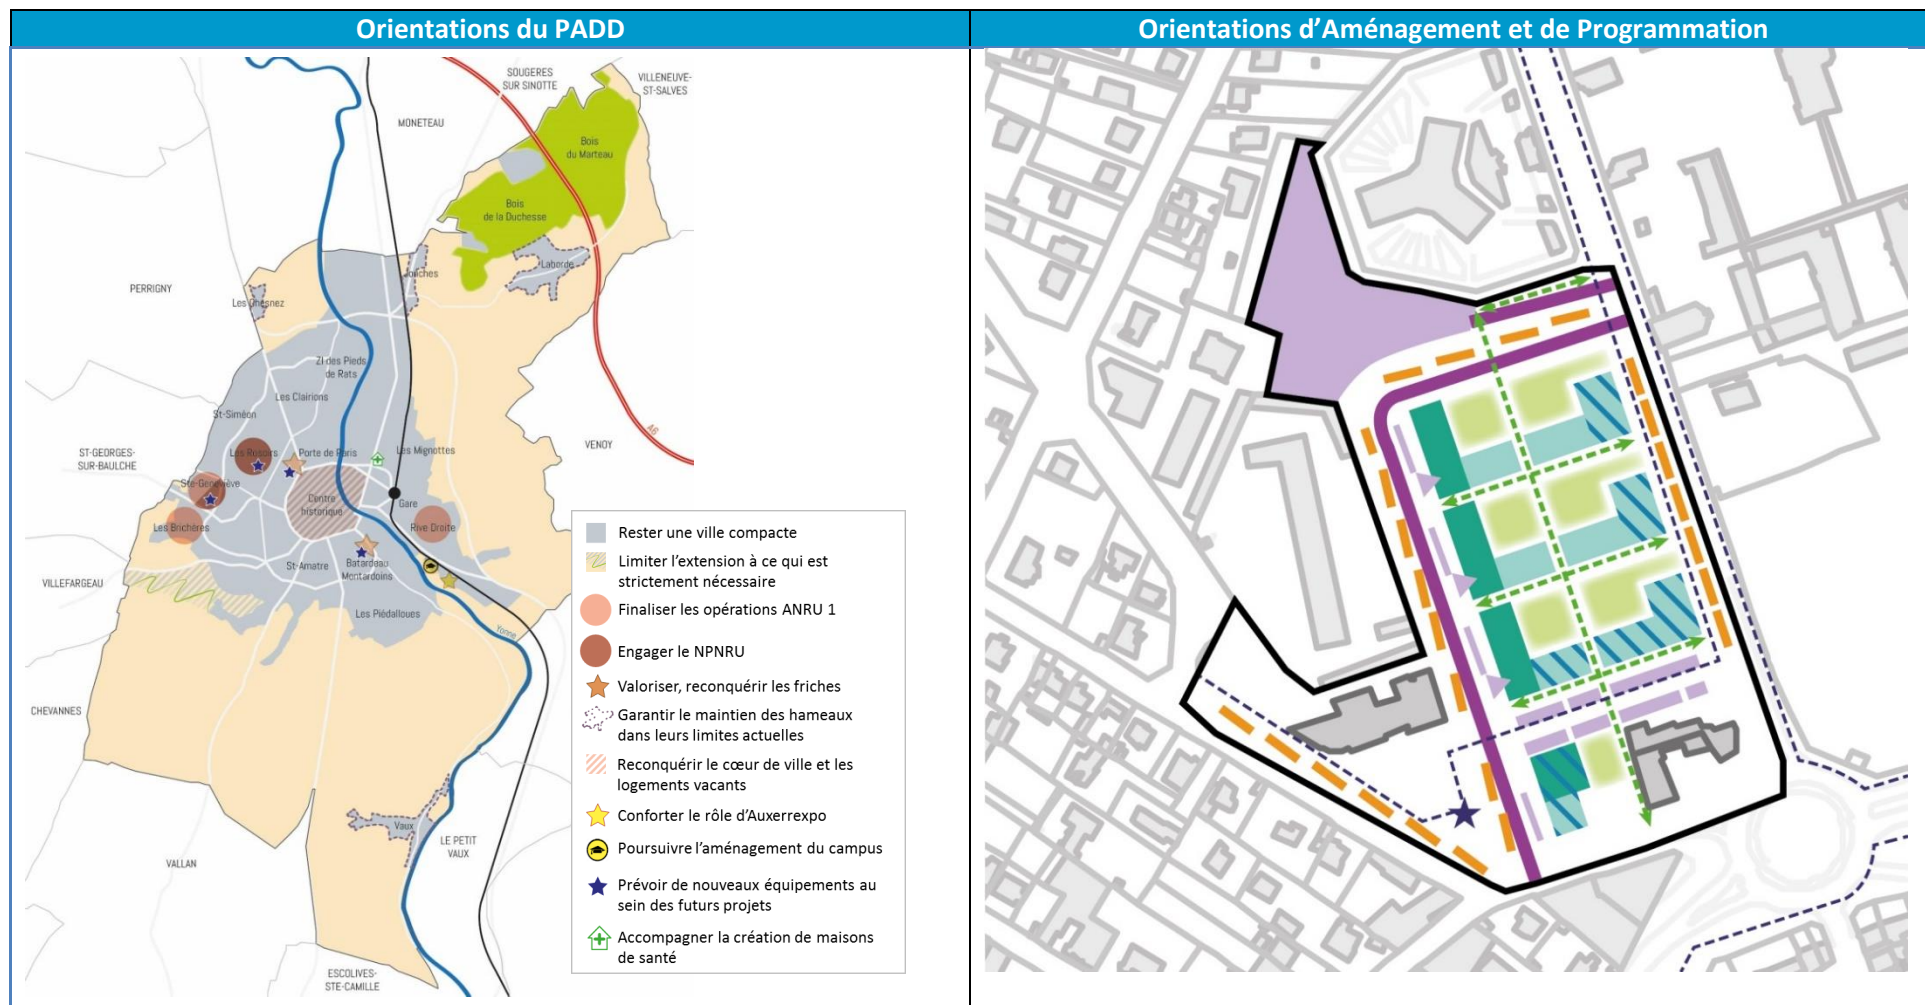 Orientations du PADD
Orientations d’Aménagement et de Programmation
SOUGERES
SUR SINOTTE
VILLENEUVE-
ST-SALVES
MONETEAU
Bois
du Marteau
Bois
de la Duchesse
Jonches
Laborde
PERRIGNY
Les Chesnez
ZI des Pieds
de Rats
Les Clairions
St-Siméon
A6
VENOY
ST-GEORGES-
SUR-BAULCHE
Les Rosoirs
Porte de Paris
Les Mignottes
Ste-Geneviève
Centre
historique
Gare
Les Brichères
Rive Droite
St-Amatre
Batardeau
Montardoins
VILLEFARGEAU
Les Piédalloues
Yonne
CHEVANNES
Vaux
LE PETIT
VAUX
VALLAN
ESCOLIVES-
STE-CAMILLE
Rester une ville compacte
Limiter l’extension à ce qui est
strictement nécessaire
Finaliser les opérations ANRU 1
Engager le NPNRU
Valoriser, reconquérir les friches
Garantir le maintien des hameaux
dans leurs limites actuelles
Reconquérir le cœur de ville et les
logements vacants
Conforter le rôle d’Auxerrexpo
Poursuivre l’aménagement du campus
Prévoir de nouveaux équipements au
sein des futurs projets
Accompagner la création de maisons
de santé